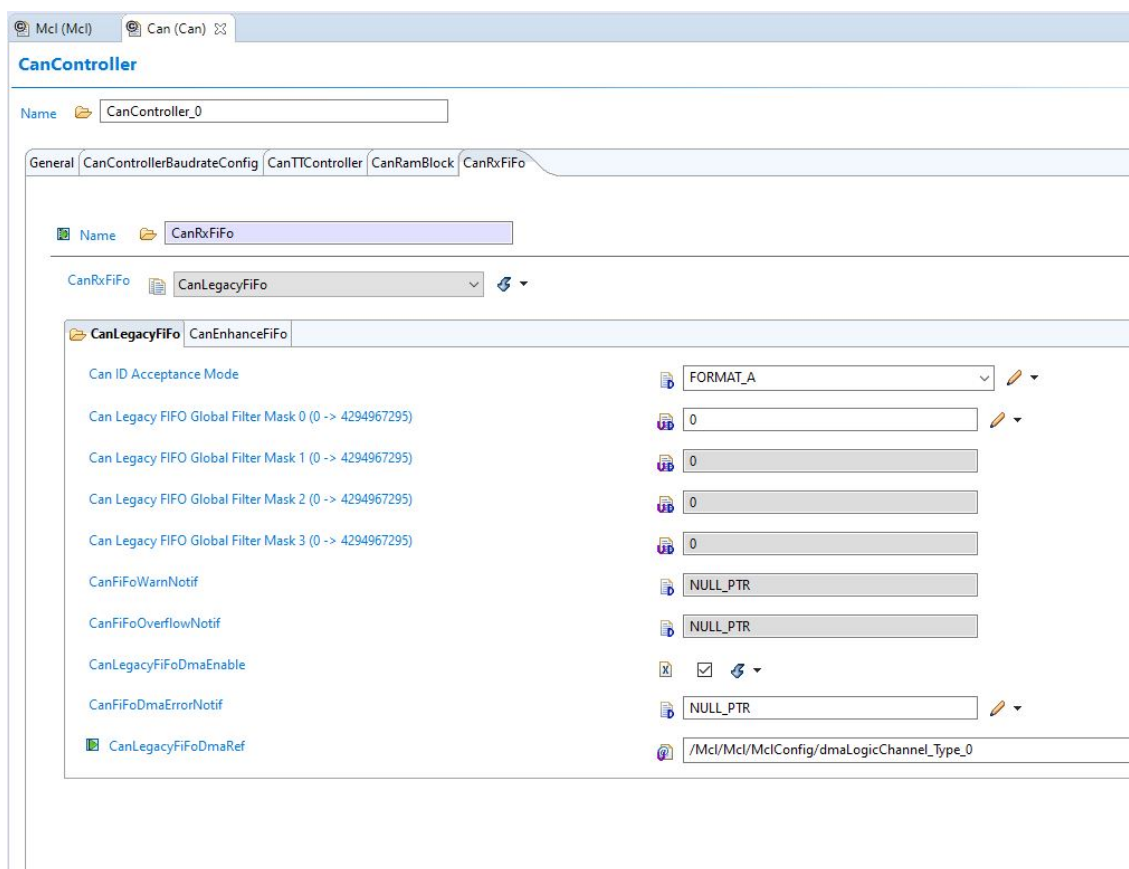 Mcl (Mcl) Can (Can)
CanController
Name CanController_0
General CanControllerBaudrateConfig CanTTController CanRamBlock CanRxFiFo
Name CanRxFiFo
CanRxFiFo CanLegacyFiFo
CanLegacyFiFo CanEnhanceFiFo
Can ID Acceptance Mode FORMAT_A
Can Legacy FIFO Global Filter Mask 0 (0 -> 4294967295) 0
Can Legacy FIFO Global Filter Mask 1 (0 -> 4294967295) 0
Can Legacy FIFO Global Filter Mask 2 (0 -> 4294967295) 0
Can Legacy FIFO Global Filter Mask 3 (0 -> 4294967295) 0
CanFiFoWarnNotif NULL_PTR
CanFiFoOverflowNotif NULL_PTR
CanLegacyFiFoDmaEnable
CanFiFoDmaErrorNotif NULL_PTR
CanLegacyFiFoDmaRef /Mcl/Mcl/MclConfig/dmaLogicChannel_Type_0